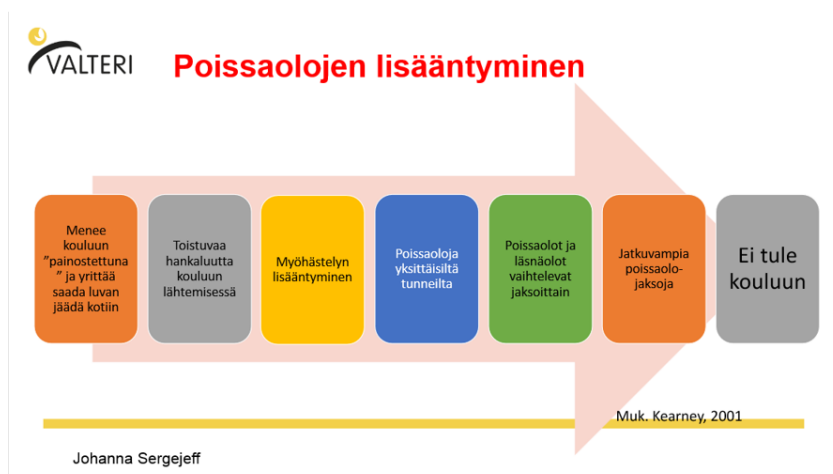 VALTERI
Poissaolojen lisääntyminen
Menee
kouluun
”painostettuna
” ja yrittää
saada luvan
jäädä kotiin
Toistuvaa
hankaluutta
kouluun
lähtemisessä
Myöhästelyn
lisääntyminen
Poissaoloja
yksittäisiltä
tunneilta
Poissaolot ja
läsnäolot
vaihtelevat
jaksoittain
Jatkuvampia
poissaolo-
jaksoja
Ei tule
kouluun
Muk. Kearney, 2001
Johanna Sergejeff